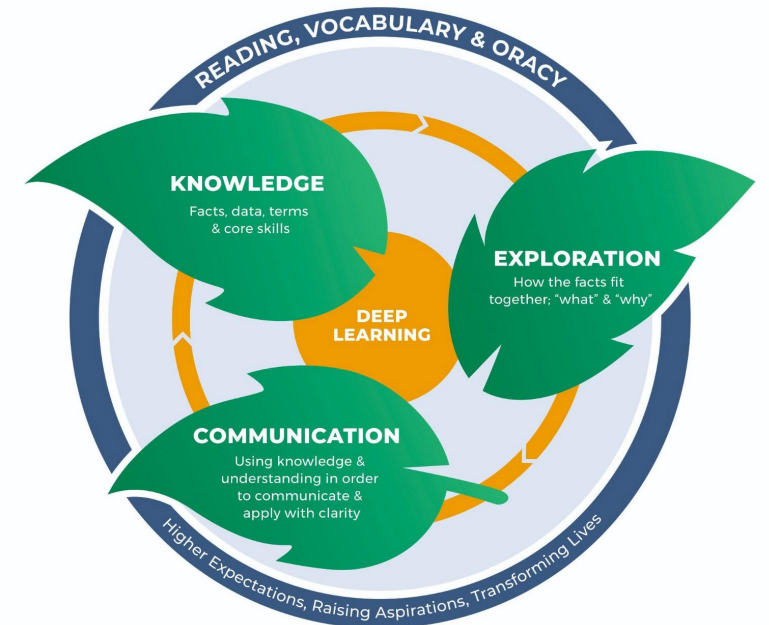 READING, VOCABULARY & ORACY
KNOWLEDGE
Facts, data, terms
& core skills
EXPLORATION
How the facts fit
together; “what” & “why”
DEEP
LEARNING
COMMUNICATION
Using knowledge &
understanding in order
to communicate &
apply with clarity
Higher Expectations, Raising Aspirations, Transforming Lives